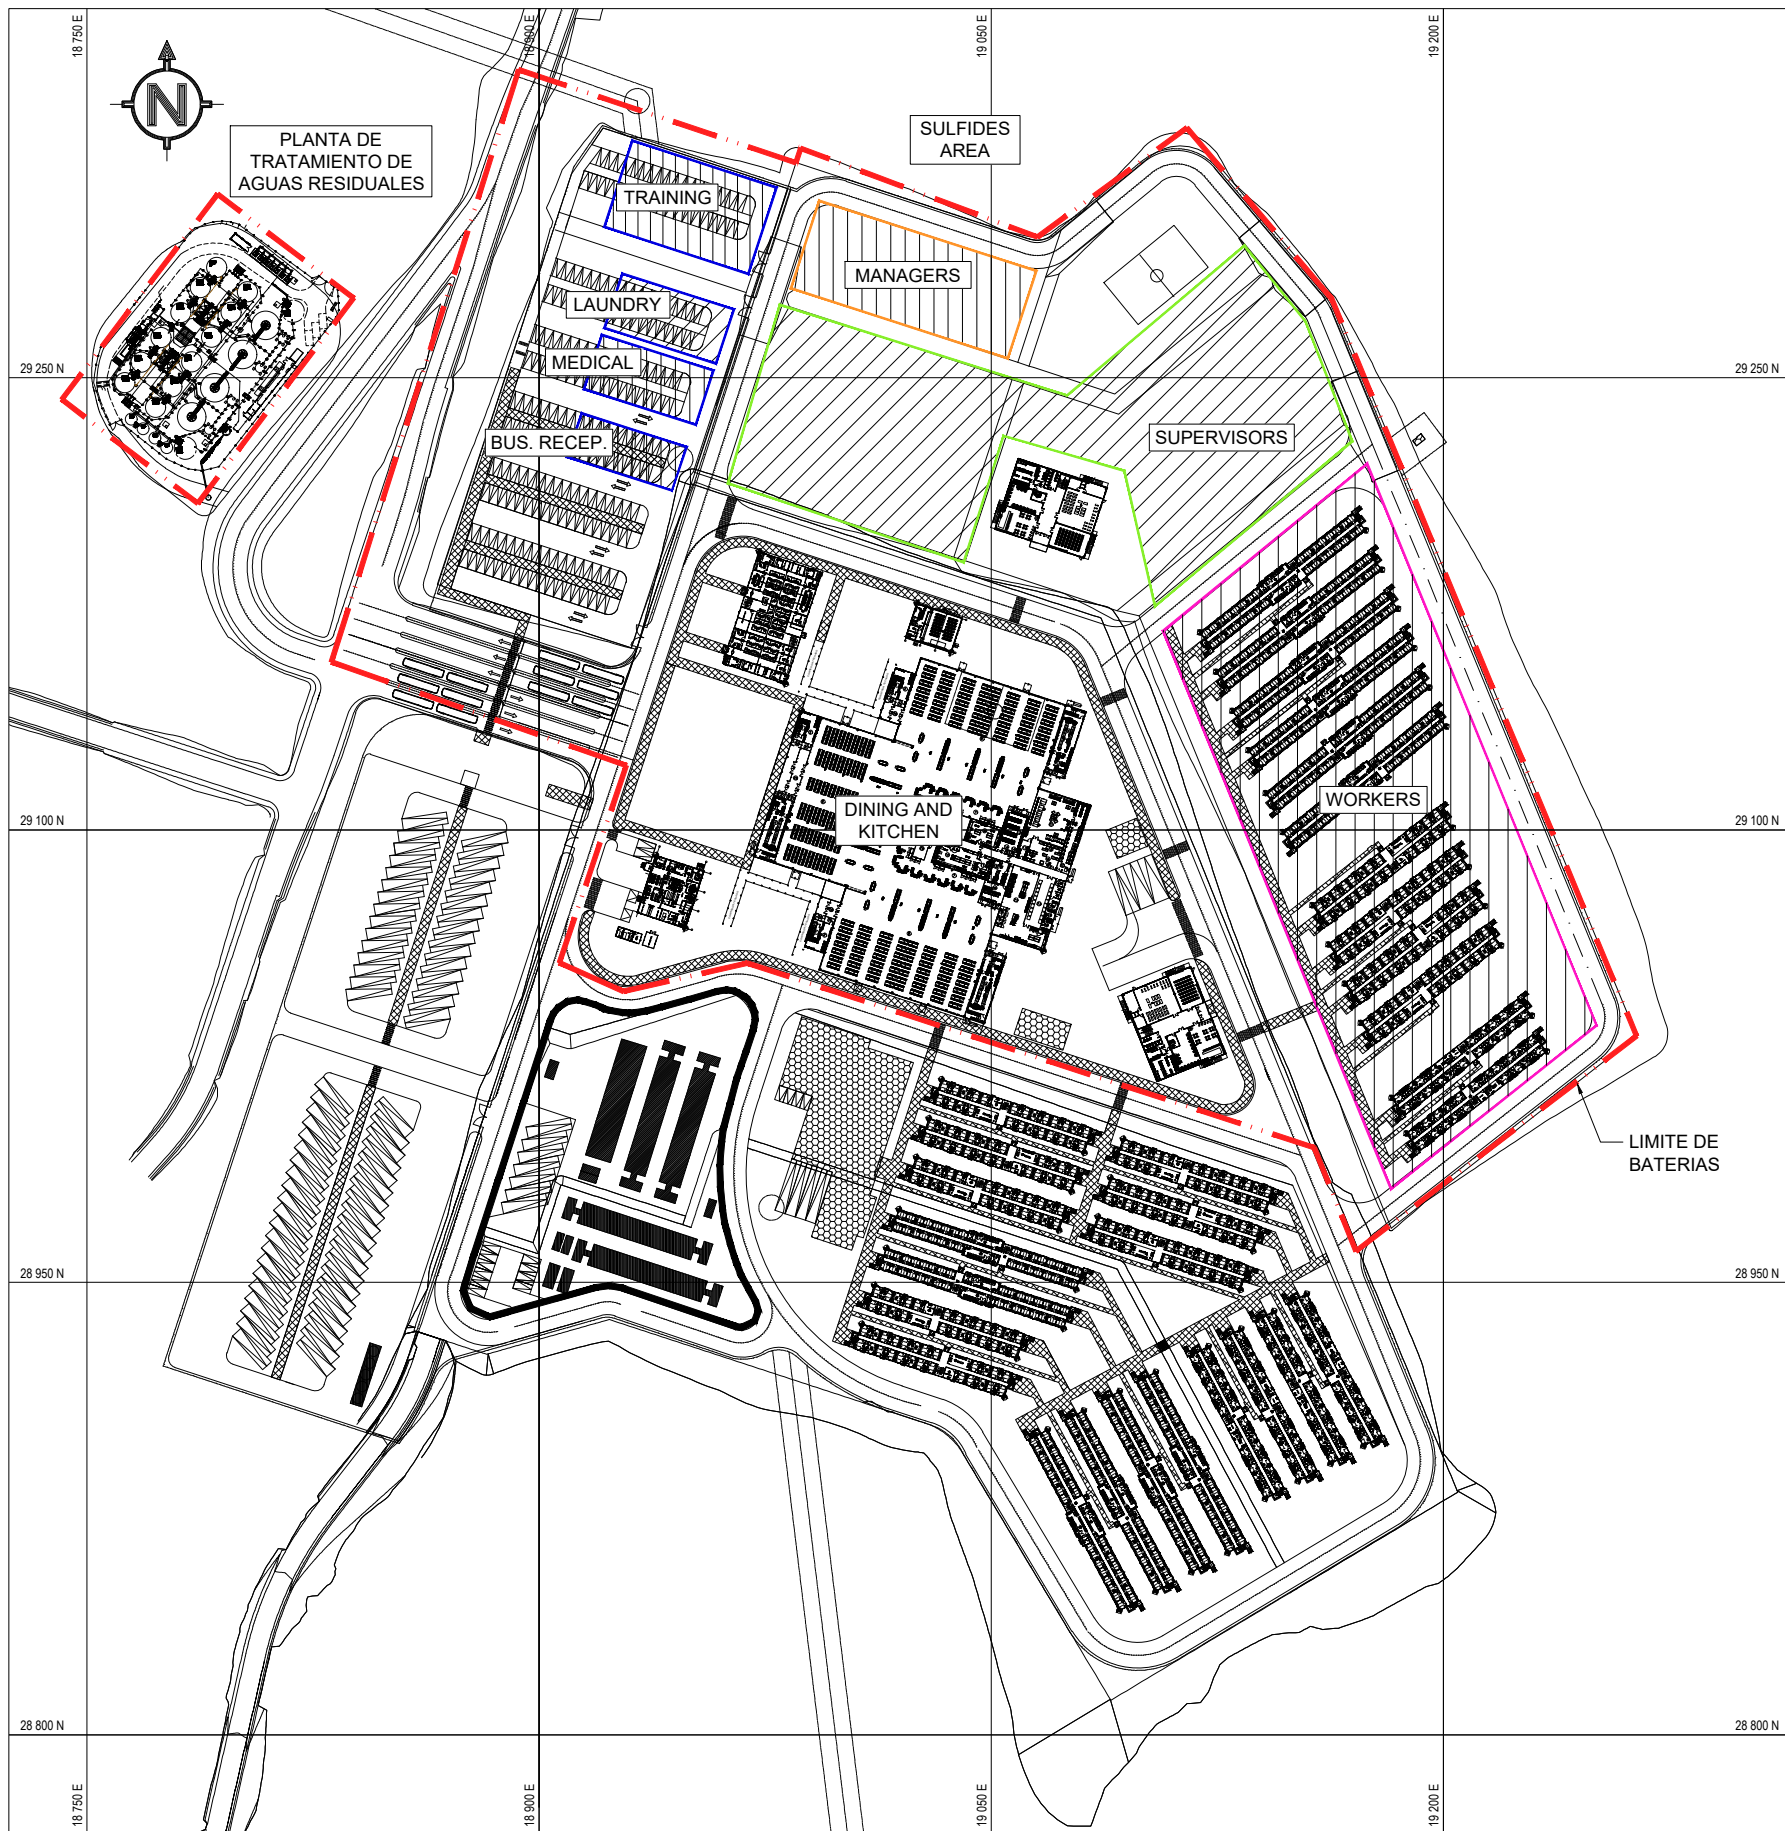 18 750 E
18 900 E
19 050 E
19 200 E
N
PLANTA DE
TRATAMIENTO DE
AGUAS RESIDUALES
SULFIDES
AREA
TRAINING
MANAGERS
LAUNDRY
MEDICAL
29 250 N
29 250 N
BUS. RECEP.
SUPERVISORS
WORKERS
DINING AND
KITCHEN
29 100 N
29 100 N
LIMITE DE
BATERIAS
28 950 N
28 950 N
28 800 N
28 800 N
18 750 E
18 900 E
19 050 E
19 200 E